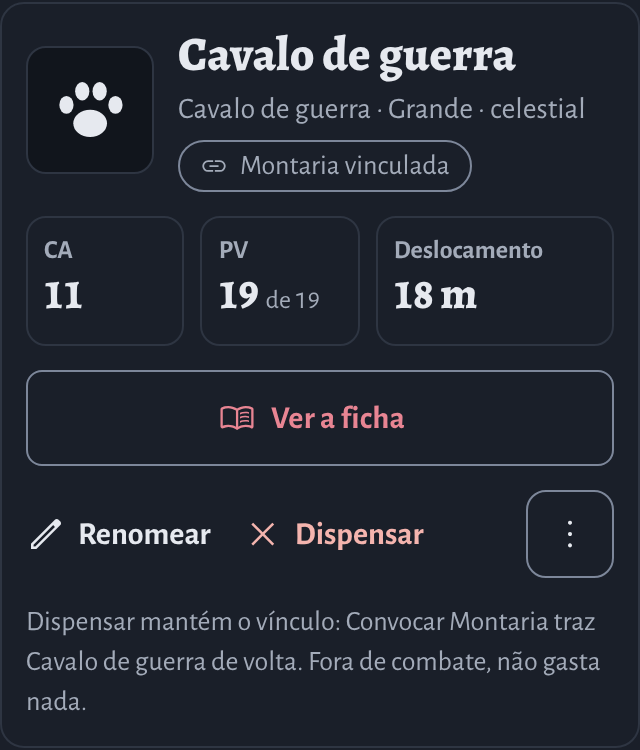 Cavalo de guerra
Cavalo de guerra · Grande · celestial
Montaria vinculada
CA
11
PV
19 de 19
Deslocamento
18 m
Ver a ficha
Renomear
Dispensar
Dispensar mantém o vínculo: Convocar Montaria traz
Cavalo de guerra de volta. Fora de combate, não gasta
nada.